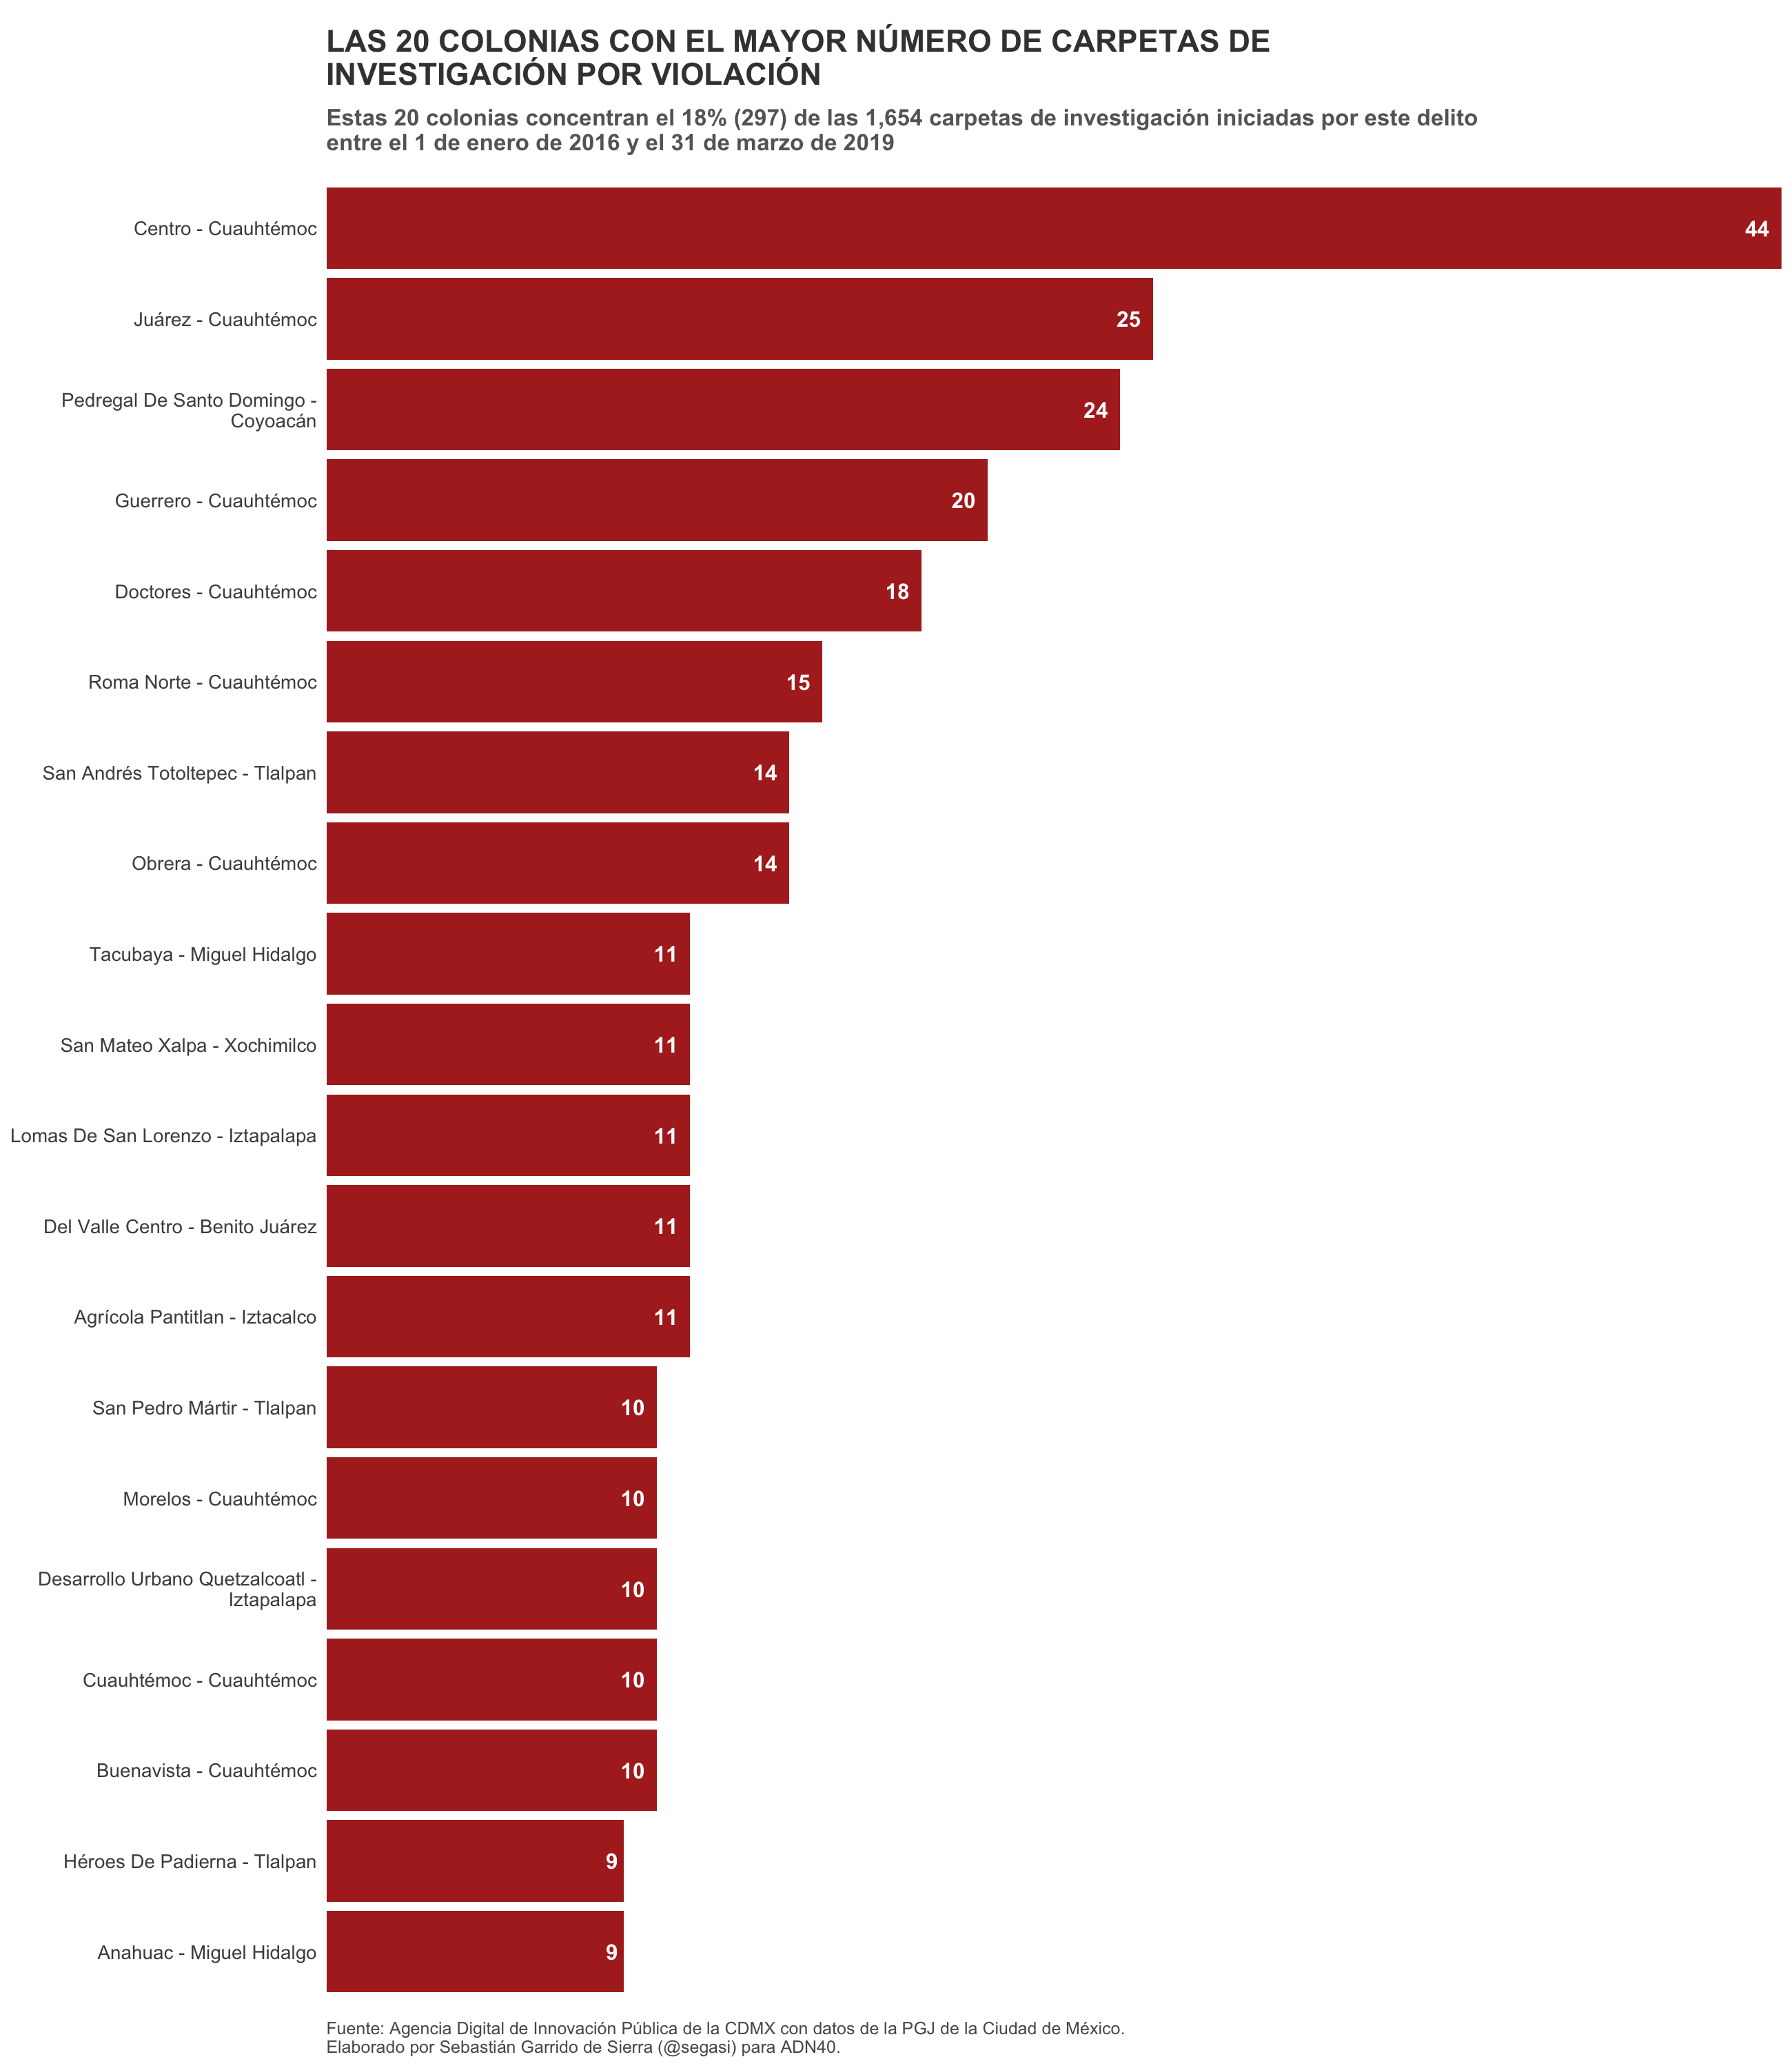 LAS 20 COLONIAS CON EL MAYOR NÚMERO DE CARPETAS DE
INVESTIGACIÓN POR VIOLACIÓN
Estas 20 colonias concentran el 18% (297) de las 1,654 carpetas de investigación iniciadas por este delito
entre el 1 de enero de 2016 y el 31 de marzo de 2019
Centro - Cuauhtémoc 44
Juárez - Cuauhtémoc 25
Pedregal De Santo Domingo -
Coyoacán 24
Guerrero - Cuauhtémoc 20
Doctores - Cuauhtémoc 18
Roma Norte - Cuauhtémoc 15
San Andrés Totoltepec - Tlalpan 14
Obrera - Cuauhtémoc 14
Tacubaya - Miguel Hidalgo 11
San Mateo Xalpa - Xochimilco 11
Lomas De San Lorenzo - Iztapalapa 11
Del Valle Centro - Benito Juárez 11
Agrícola Pantitlan - Iztacalco 11
San Pedro Mártir - Tlalpan 10
Morelos - Cuauhtémoc 10
Desarrollo Urbano Quetzalcoatl -
Iztapalapa 10
Cuauhtémoc - Cuauhtémoc 10
Buenavista - Cuauhtémoc 10
Héroes De Padierna - Tlalpan 9
Anahuac - Miguel Hidalgo 9
Fuente: Agencia Digital de Innovación Pública de la CDMX con datos de la PGJ de la Ciudad de México.
Elaborado por Sebastián Garrido de Sierra (@segasi) para ADN40.